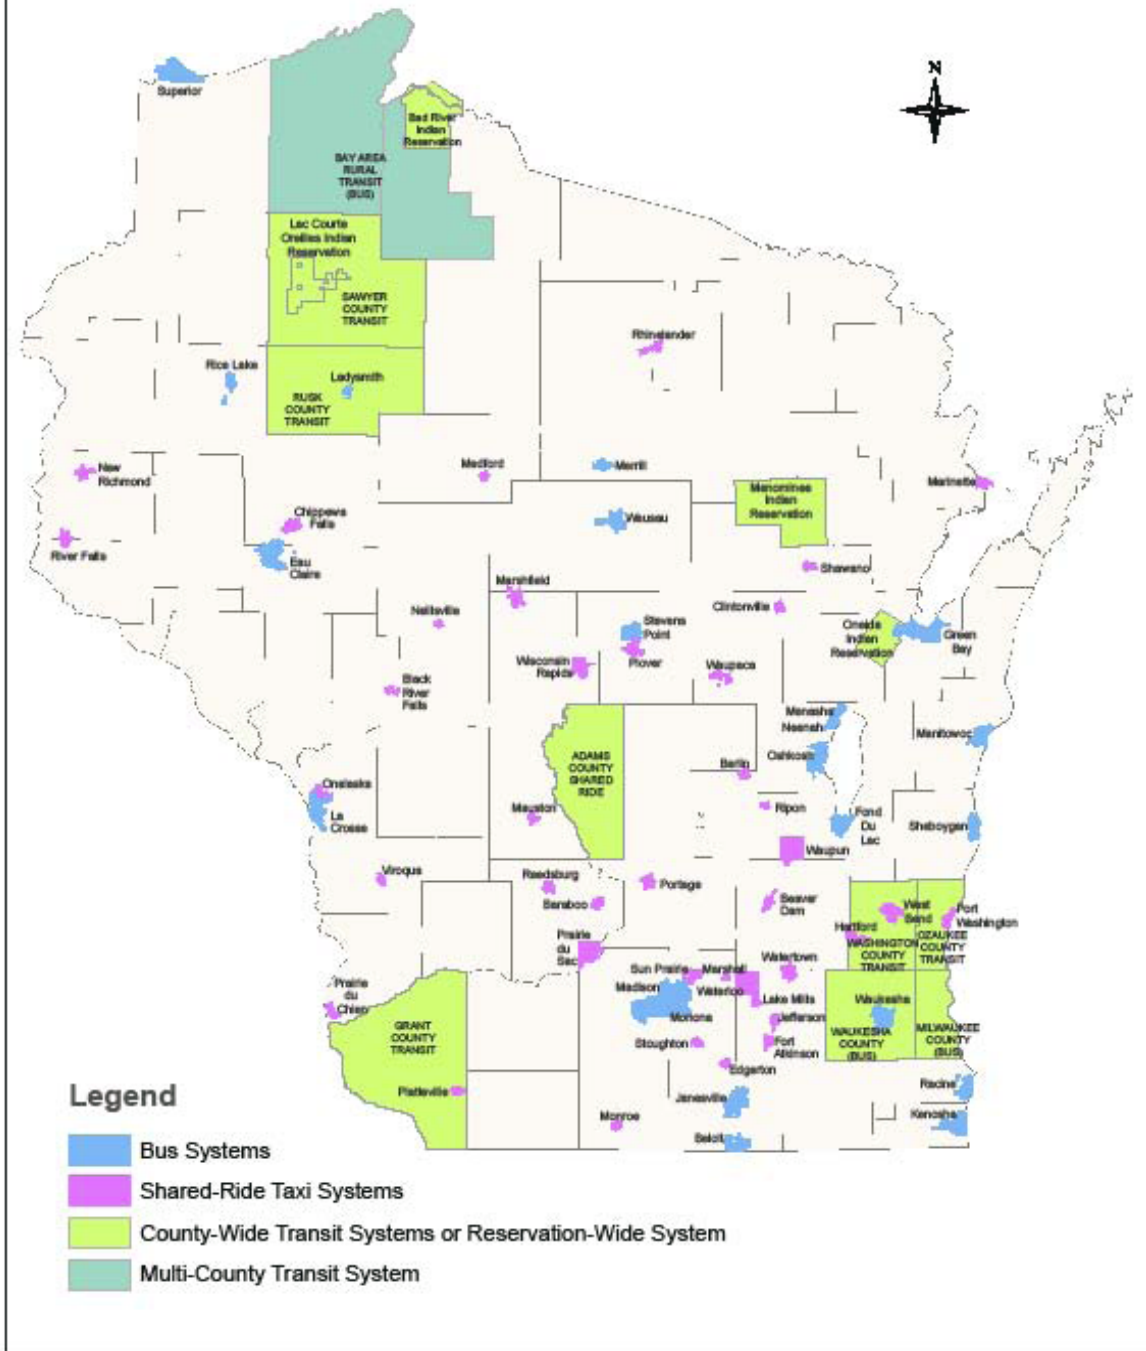 N
Superior
Bad River
Indian
Reservation
BAY AREA
RURAL
TRANSIT
(BUS)
Lac Courte
Oreilles Indian
Reservation
SAWYER
COUNTY
TRANSIT
Rhinelander
Rice Lake
Ladysmith
RUSK
COUNTY
TRANSIT
New
Richmond
Medford
Merrill
Marinette
Menominee
Indian
Reservation
Chippewa
Falls
Wausau
River Falls
Eau
Claire
Shawano
Marshfield
Neillsville
Clintonville
Stevens
Point
Oneida
Indian
Reservation
Green
Bay
Wisconsin
Rapids
Plover
Waupaca
Black
River
Falls
Menasha
Neenah
Manitowoc
Oshkosh
ADAMS
COUNTY
SHARED
RIDE
Berlin
Onalaska
La
Crosse
Mauston
Ripon
Fond
Du
Lac
Sheboygan
Waupun
Viroqua
Reedsburg
Portage
Baraboo
Beaver
Dam
West
Bend
Port
Washington
Hartford
WASHINGTON
COUNTY
TRANSIT
OZAUKEE
COUNTY
TRANSIT
Prairie
du
Sac
Sun Prairie
Marshall
Watertown
Madison
Waterloo
Prairie
du
Chien
Lake Mills
Waukesha
Monona
Jefferson
GRANT
COUNTY
TRANSIT
Stoughton
Fort
Atkinson
WAUKESHA
COUNTY
(BUS)
MILWAUKEE
COUNTY
(BUS)
Edgerton
Platteville
Janesville
Racine
Monroe
Kenosha
Beloit
Legend
Bus Systems
Shared-Ride Taxi Systems
County-Wide Transit Systems or Reservation-Wide System
Multi-County Transit System